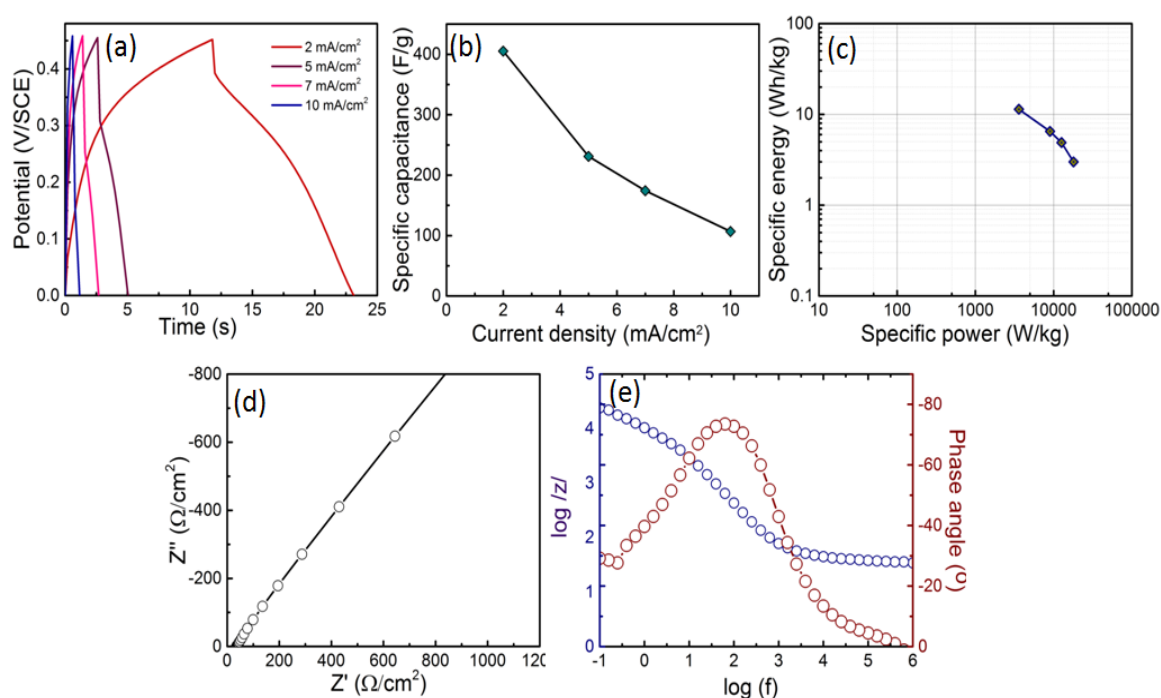 (a)
2 mA/cm²
5 mA/cm²
7 mA/cm²
10 mA/cm²
Potential (V/SCE)
0.4
0.3
0.2
0.1
0.0
0 5 10 15 20 25
Time (s)
(b)
Specific capacitance (F/g)
400
300
200
100
0
0 2 4 6 8 10
Current density (mA/cm²)
(c)
Specific energy (Wh/kg)
100
10
1
0.1
10 100 1000 10000 100000
Specific power (W/kg)
(d)
Z'' (Ω/cm²)
-800
-600
-400
-200
0
0 200 400 600 800 1000 120
Z' (Ω/cm²)
(e)
log /z/
5
4
3
2
1
0
-1 0 1 2 3 4 5 6
log (f)
-80
-60
-40
-20
0
Phase angle (º)